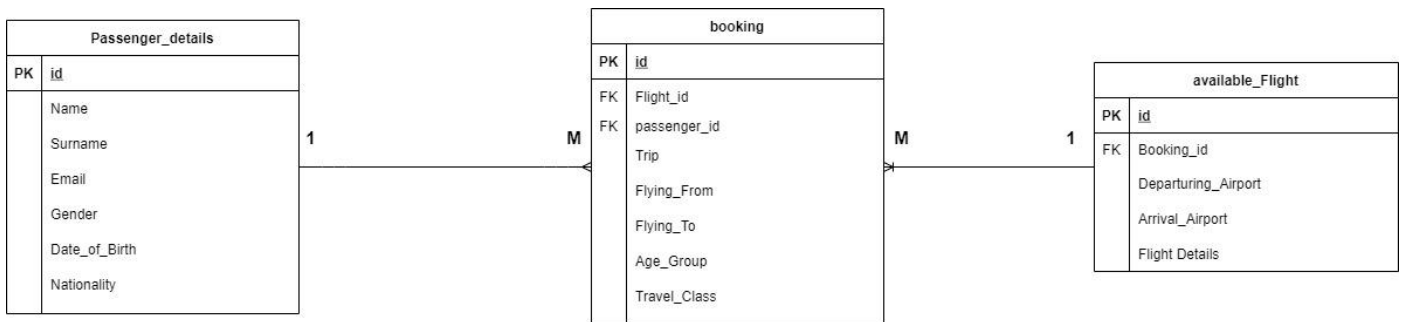 Passenger_details
PK id
Name
Surname
Email
Gender
Date_of_Birth
Nationality
1
M
booking
PK id
FK Flight_id
FK passenger_id
Trip
Flying_From
Flying_To
Age_Group
Travel_Class
M
1
available_Flight
PK id
FK Booking_id
Departuring_Airport
Arrival_Airport
Flight Details